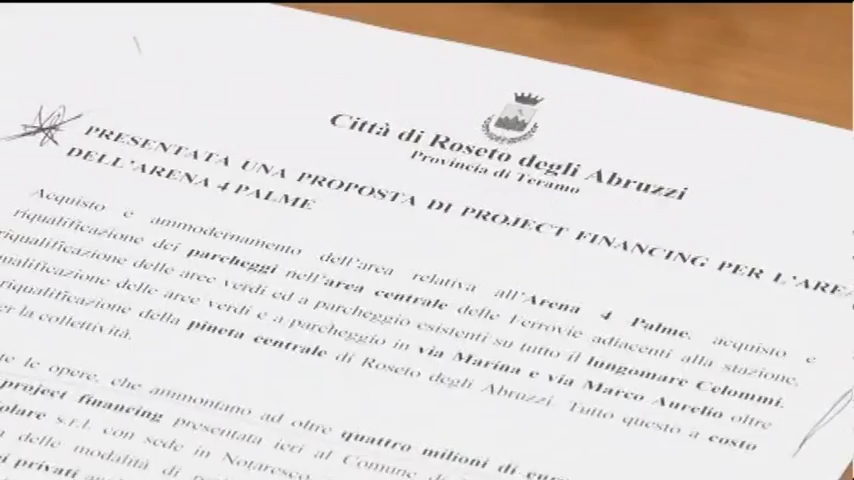 Città di Roseto degli Abruzzi
Provincia di Teramo
PRESENTATA UNA PROPOSTA DI PROJECT FINANCING PER L'AREA
DELL'ARENA 4 PALME
Acquisto e ammodernamento dell'area relativa all'Arena 4 Palme, acquisto e
riqualificazione dei parcheggi nell'area centrale delle Ferrovie adiacenti alla stazione,
riqualificazione delle aree verdi ed a parcheggio esistenti su tutto il lungomare Celommi,
qualificazione delle aree verdi e a parcheggio in via Marina e via Marco Aurelio oltre
riqualificazione della pineta centrale di Roseto degli Abruzzi. Tutto questo a costo
per la collettività.
te le opere, che ammontano ad oltre quattro milioni di euro
project financing presentata ieri al Comune di
olare s.r.l. con sede in Notaresco
delle modalità di
i privati